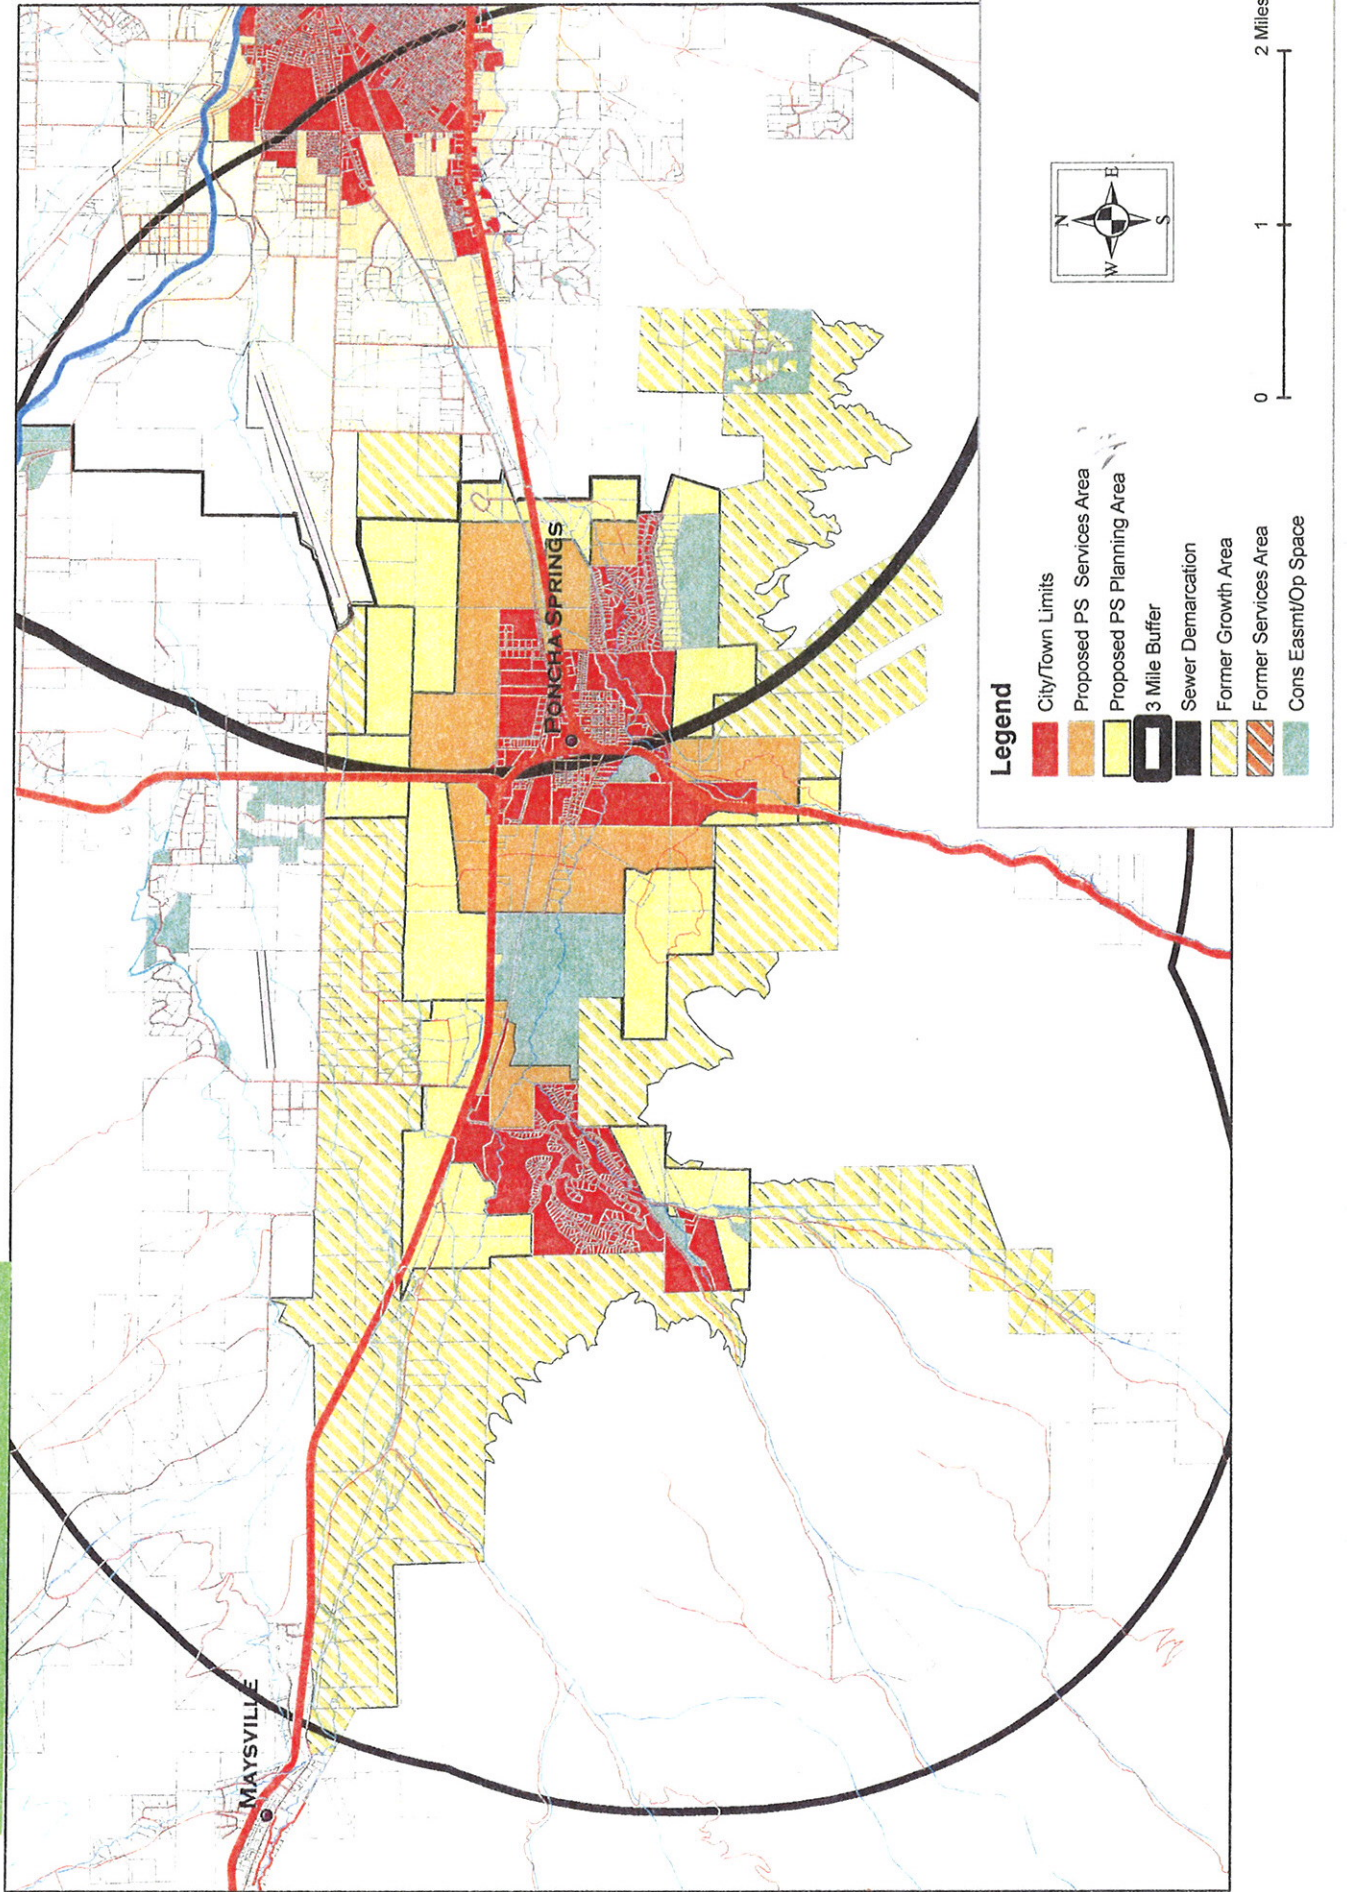 MAYSVILLE
PONCHA SPRINGS
Legend
City/Town Limits
Proposed PS Services Area
Proposed PS Planning Area
3 Mile Buffer
Sewer Demarcation
Former Growth Area
Former Services Area
Cons Easmt/Op Space
N
W
E
S
0
1
2 Miles